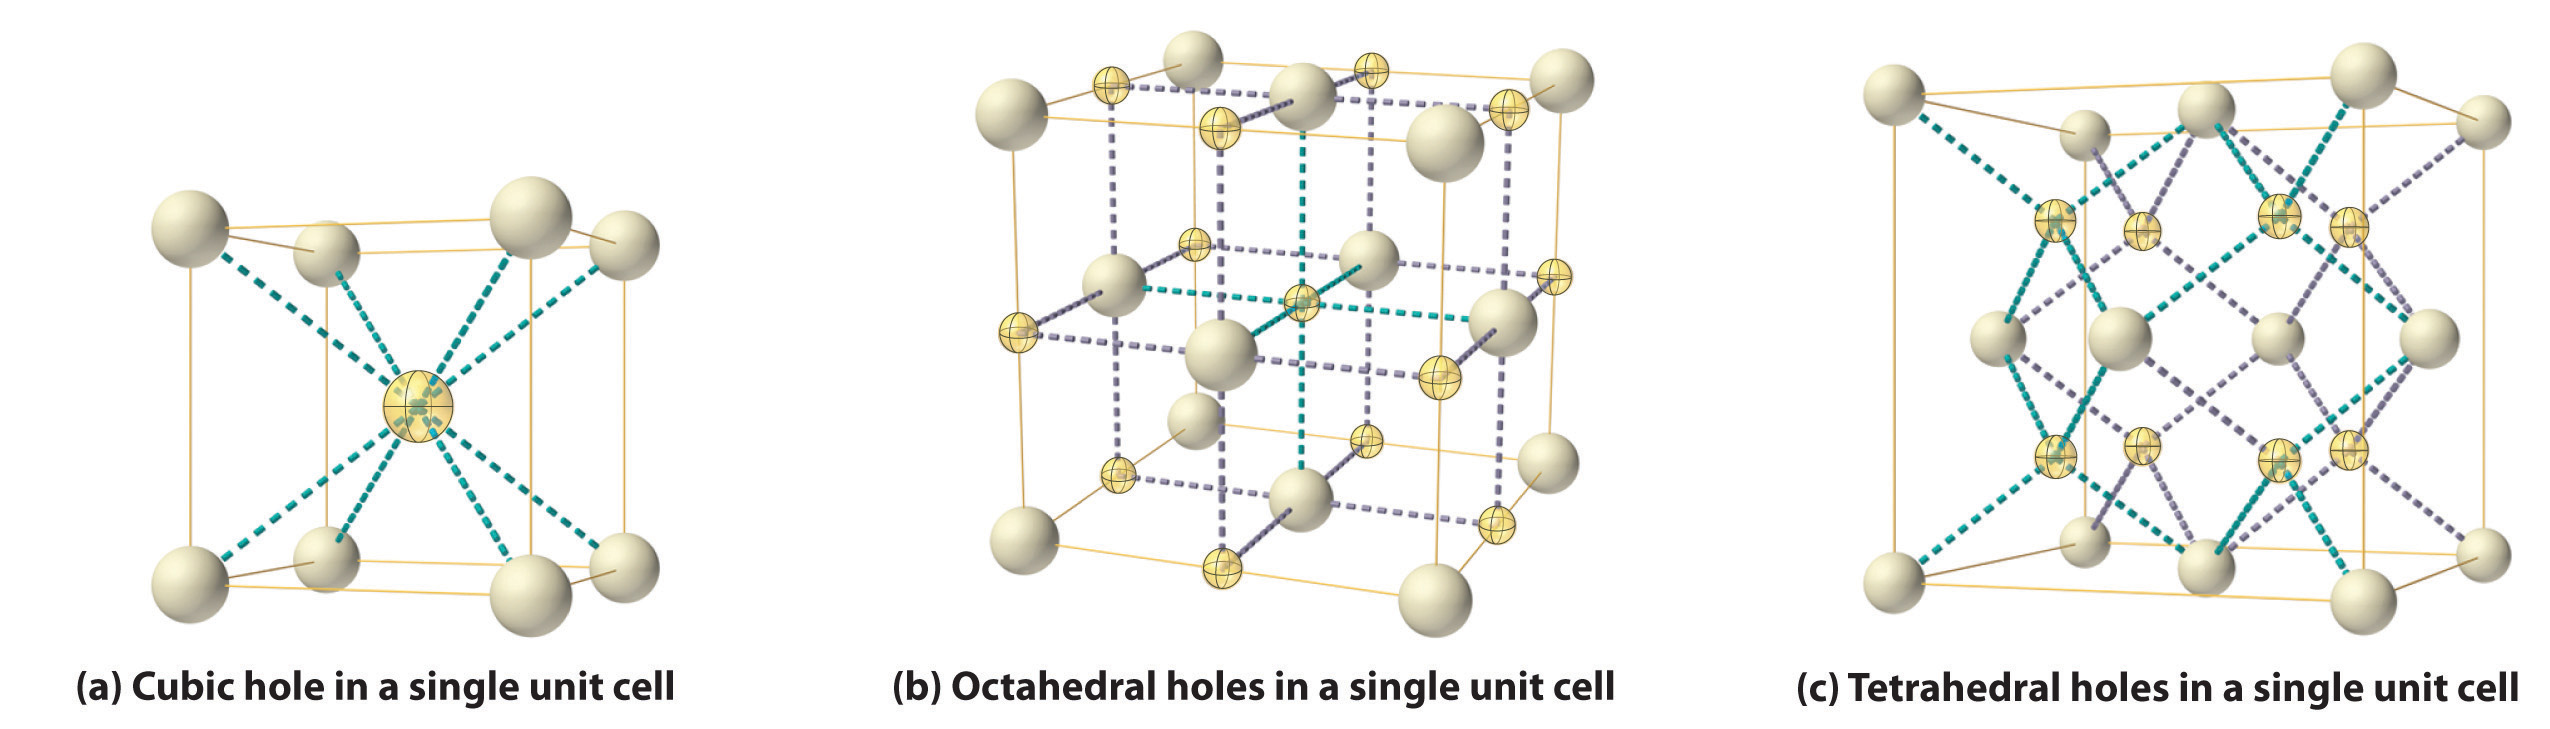 (a) Cubic hole in a single unit cell
(b) Octahedral holes in a single unit cell
(c) Tetrahedral holes in a single unit cell